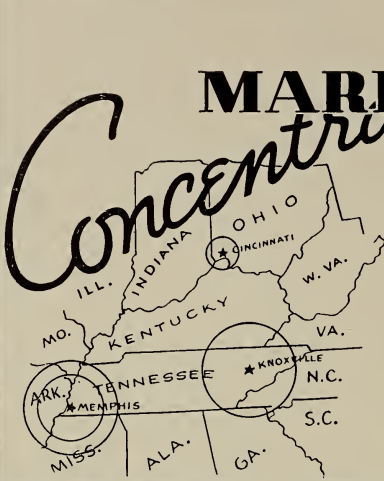 MAR
Concentr
OHIO
INDIANA
CINCINNATI
ILL.
W. VA.
KENTUCKY
MO.
VA.
KNOXVILLE
TENNESSEE
N.C.
ARK.
MEMPHIS
S.C.
MISS.
ALA.
GA.